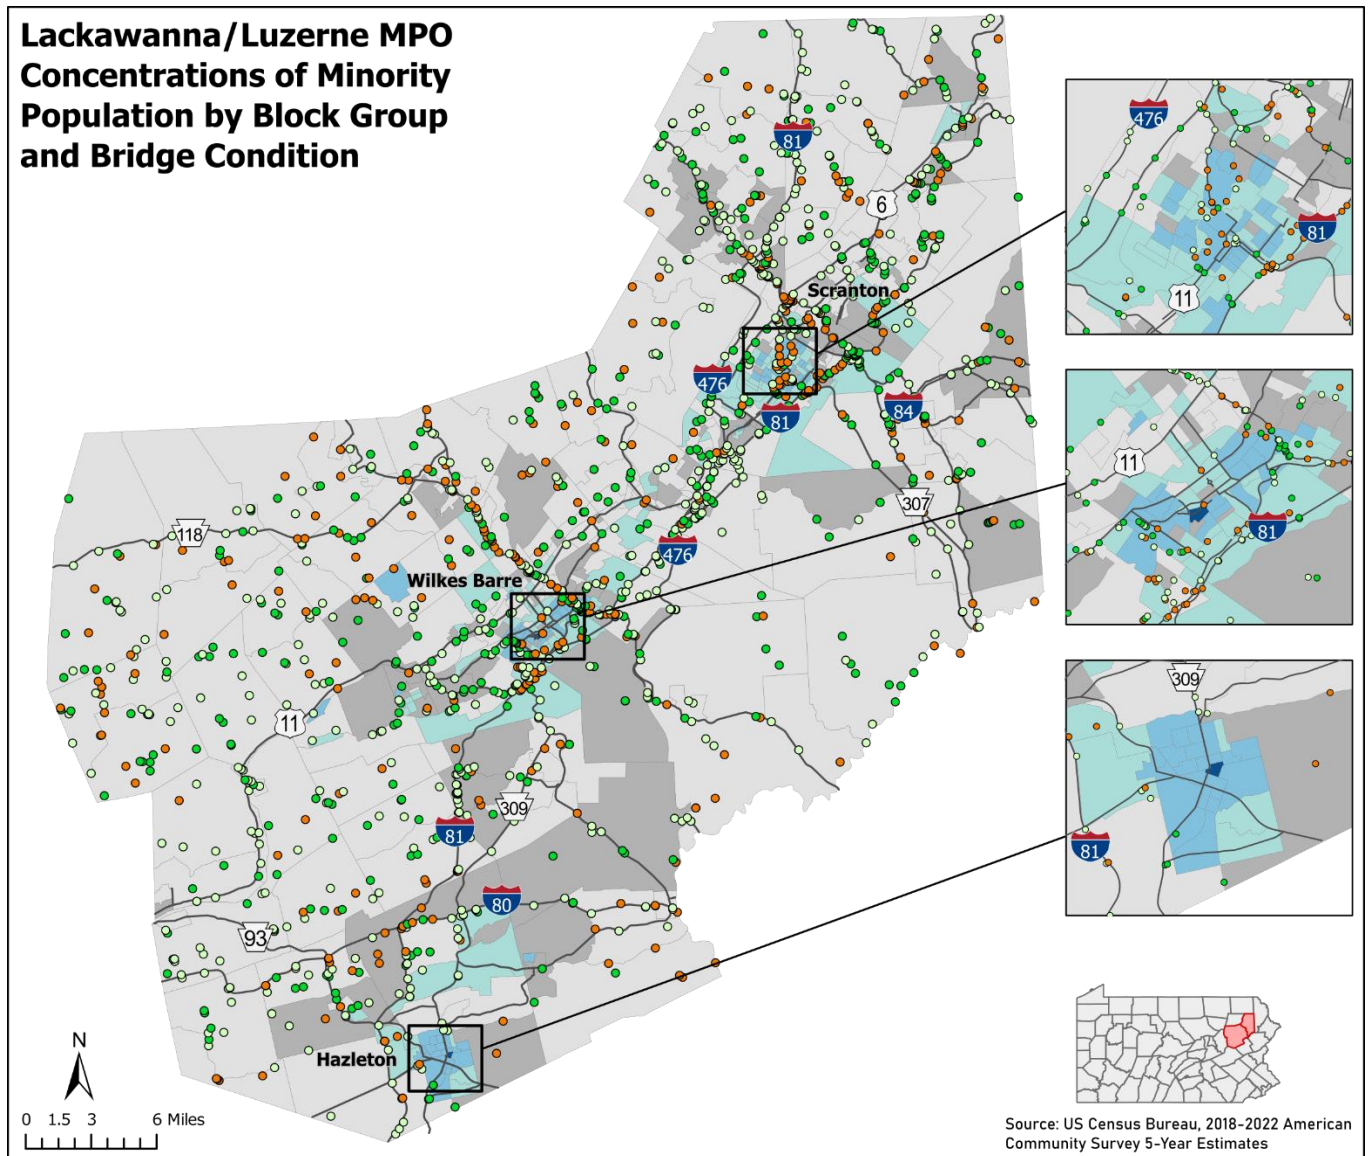 Lackawanna/Luzerne MPO
Concentrations of Minority
Population by Block Group
and Bridge Condition
81
6
Scranton
476
81
84
307
476
118
Wilkes Barre
11
309
81
80
93
Hazleton
476
81
11
11
81
309
81
N
0 1.5 3 6 Miles
Source: US Census Bureau, 2018-2022 American
Community Survey 5-Year Estimates